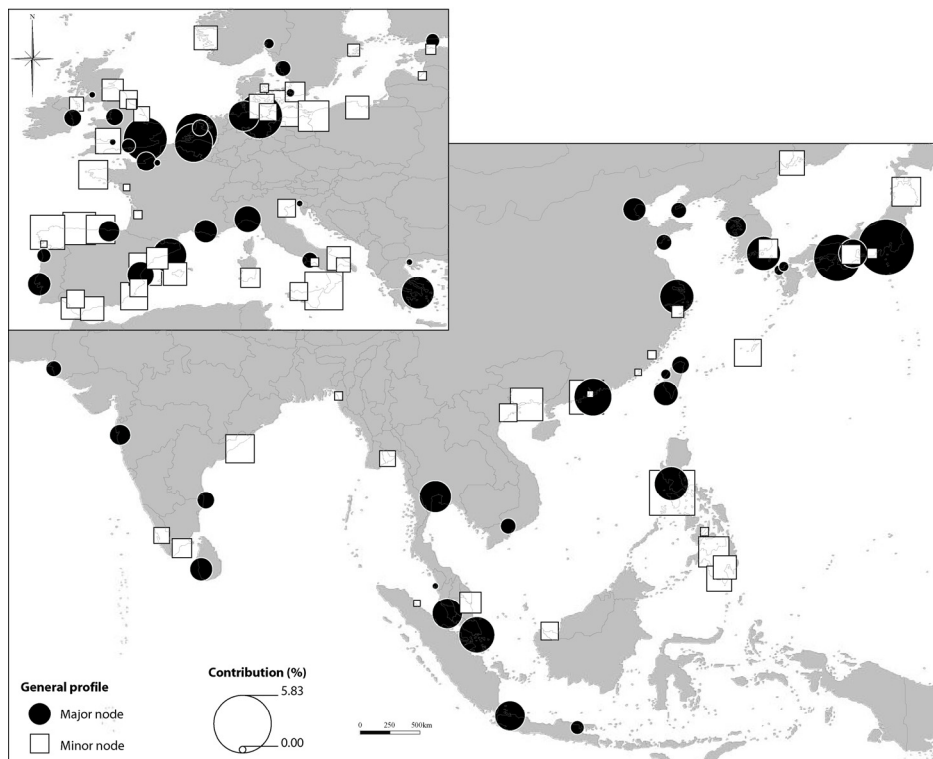 N
General profile
Major node
Minor node
Contribution (%)
5.83
0.00
0 250 500km